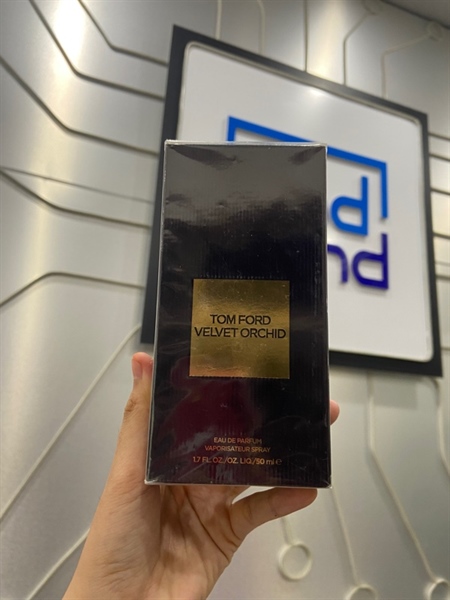 TOM FORD
VELVET ORCHID
EAU DE PARFUM
VAPORISATEUR SPRAY
1.7 FL.OZ./OZ. LIQ./50 ml ℮